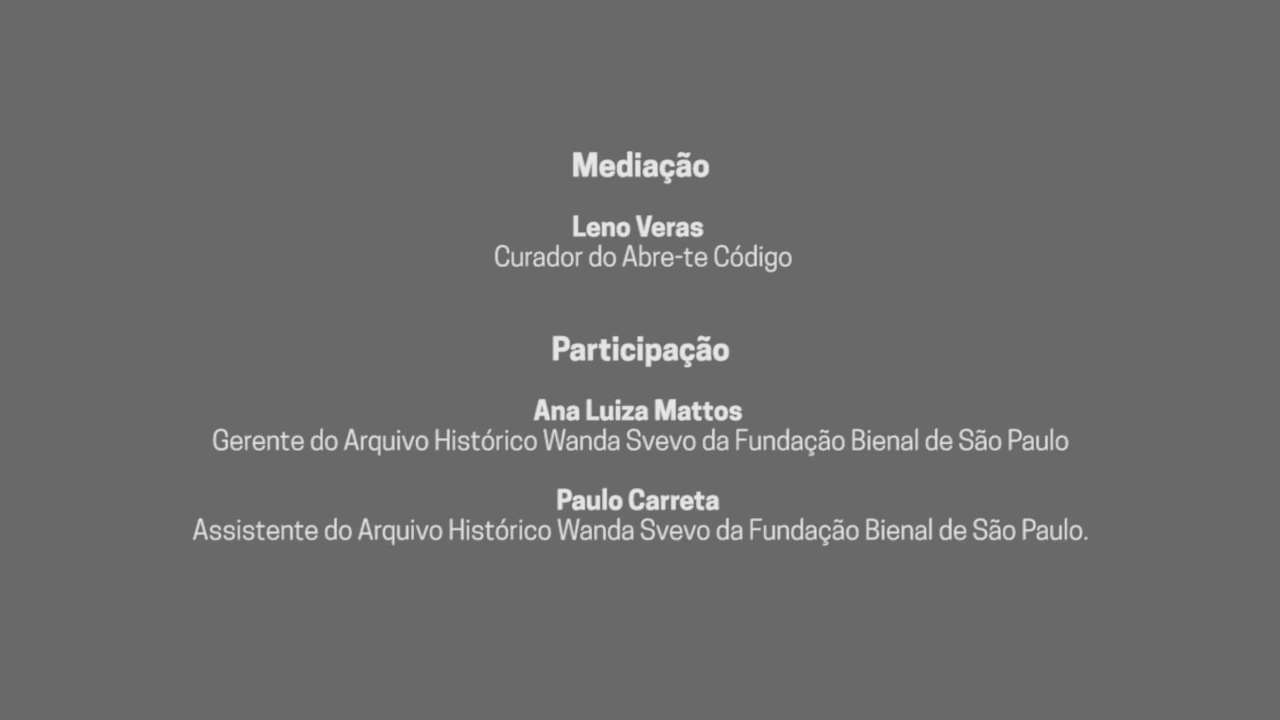 Mediação
Leno Veras
Curador do Abre-te Código
Participação
Ana Luiza Mattos
Gerente do Arquivo Histórico Wanda Svevo da Fundação Bienal de São Paulo
Paulo Carreta
Assistente do Arquivo Histórico Wanda Svevo da Fundação Bienal de São Paulo.